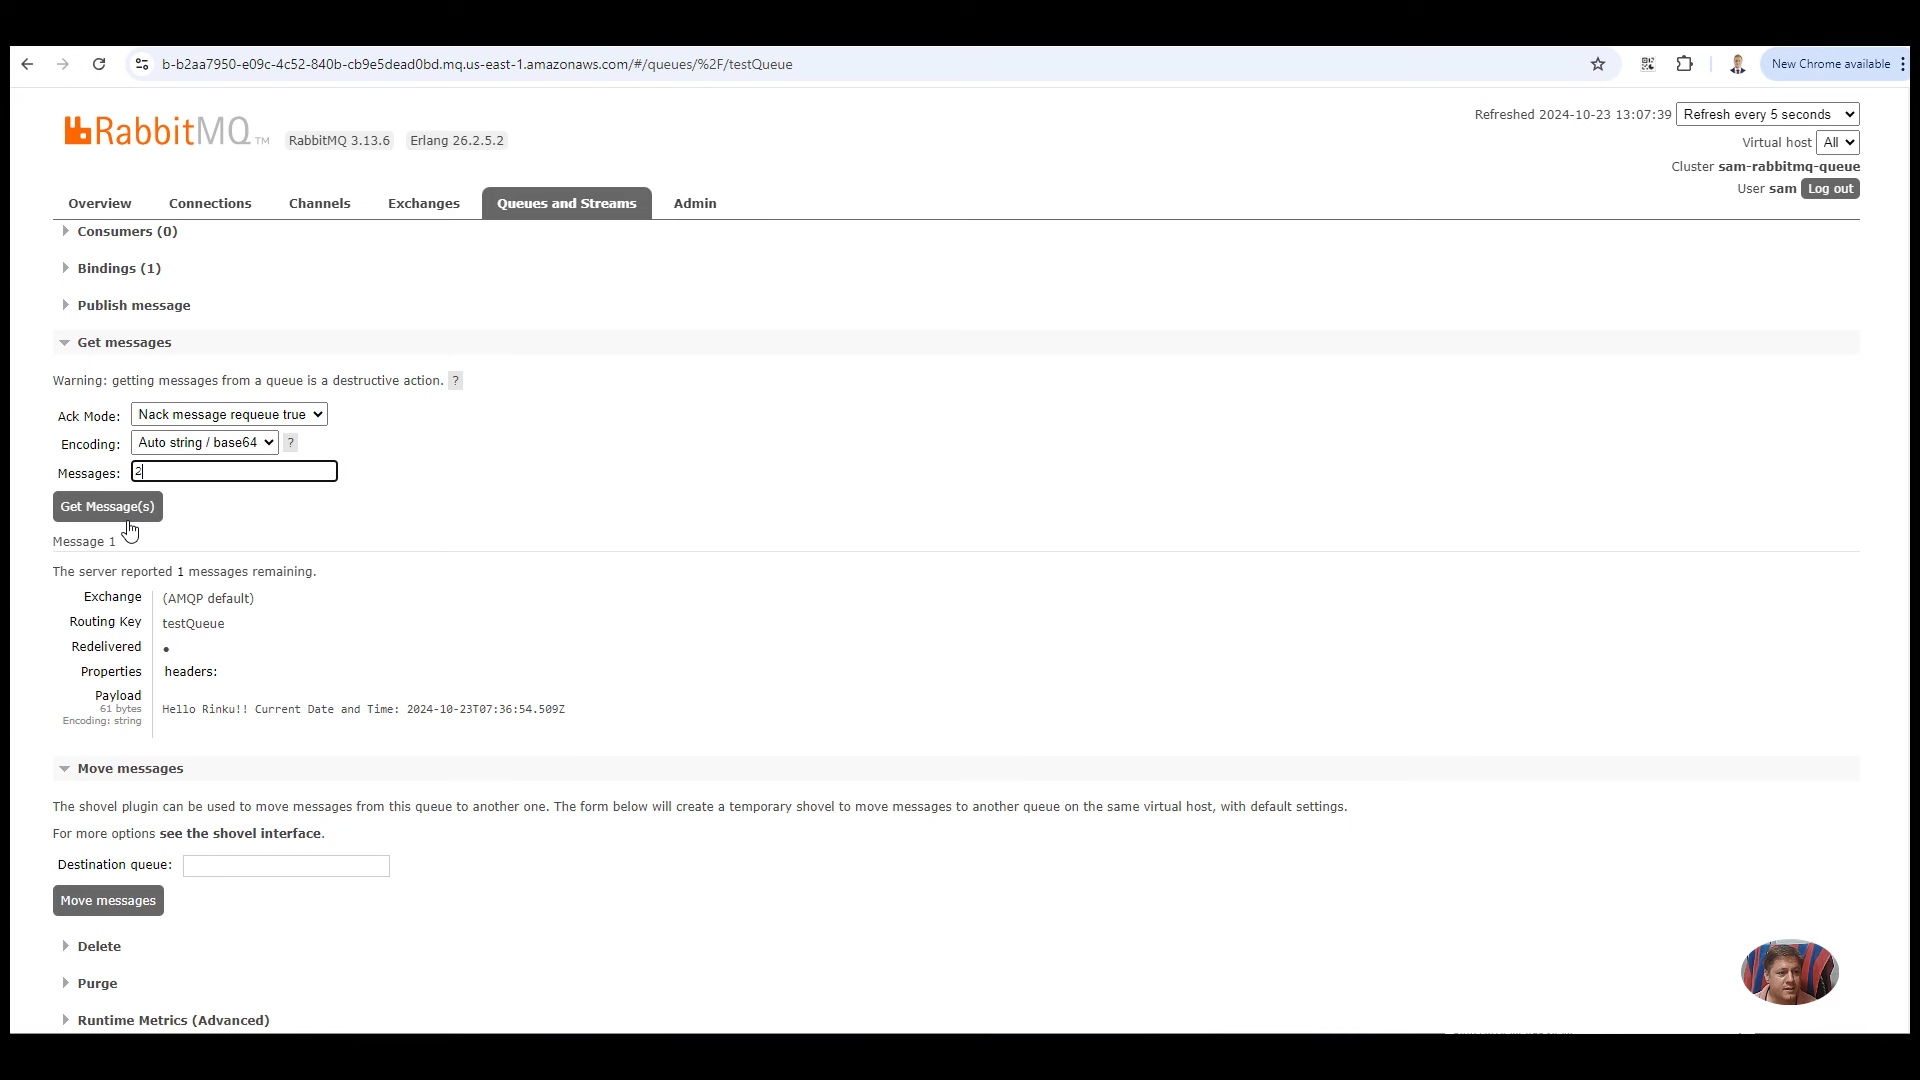 b-b2aa7950-e09c-4c52-840b-cb9e5dead0bd.mq.us-east-1.amazonaws.com/#/queues/%2F/testQueue
New Chrome available
RabbitMQ TM
RabbitMQ 3.13.6
Erlang 26.2.5.2
Refreshed 2024-10-23 13:07:39
Refresh every 5 seconds
Virtual host All
Cluster sam-rabbitmq-queue
User sam Log out
Overview Connections Channels Exchanges Queues and Streams Admin
Consumers (0)
Bindings (1)
Publish message
Get messages
Warning: getting messages from a queue is a destructive action. ?
Ack Mode: Nack message requeue true
Encoding: Auto string / base64 ?
Messages: 2
Get Message(s)
Message 1
The server reported 1 messages remaining.
Exchange (AMQP default)
Routing Key testQueue
Redelivered ●
Properties headers:
Payload
61 bytes
Encoding: string
Hello Rinku!! Current Date and Time: 2024-10-23T07:36:54.509Z
Move messages
The shovel plugin can be used to move messages from this queue to another one. The form below will create a temporary shovel to move messages to another queue on the same virtual host, with default settings.
For more options see the shovel interface.
Destination queue:
Move messages
Delete
Purge
Runtime Metrics (Advanced)